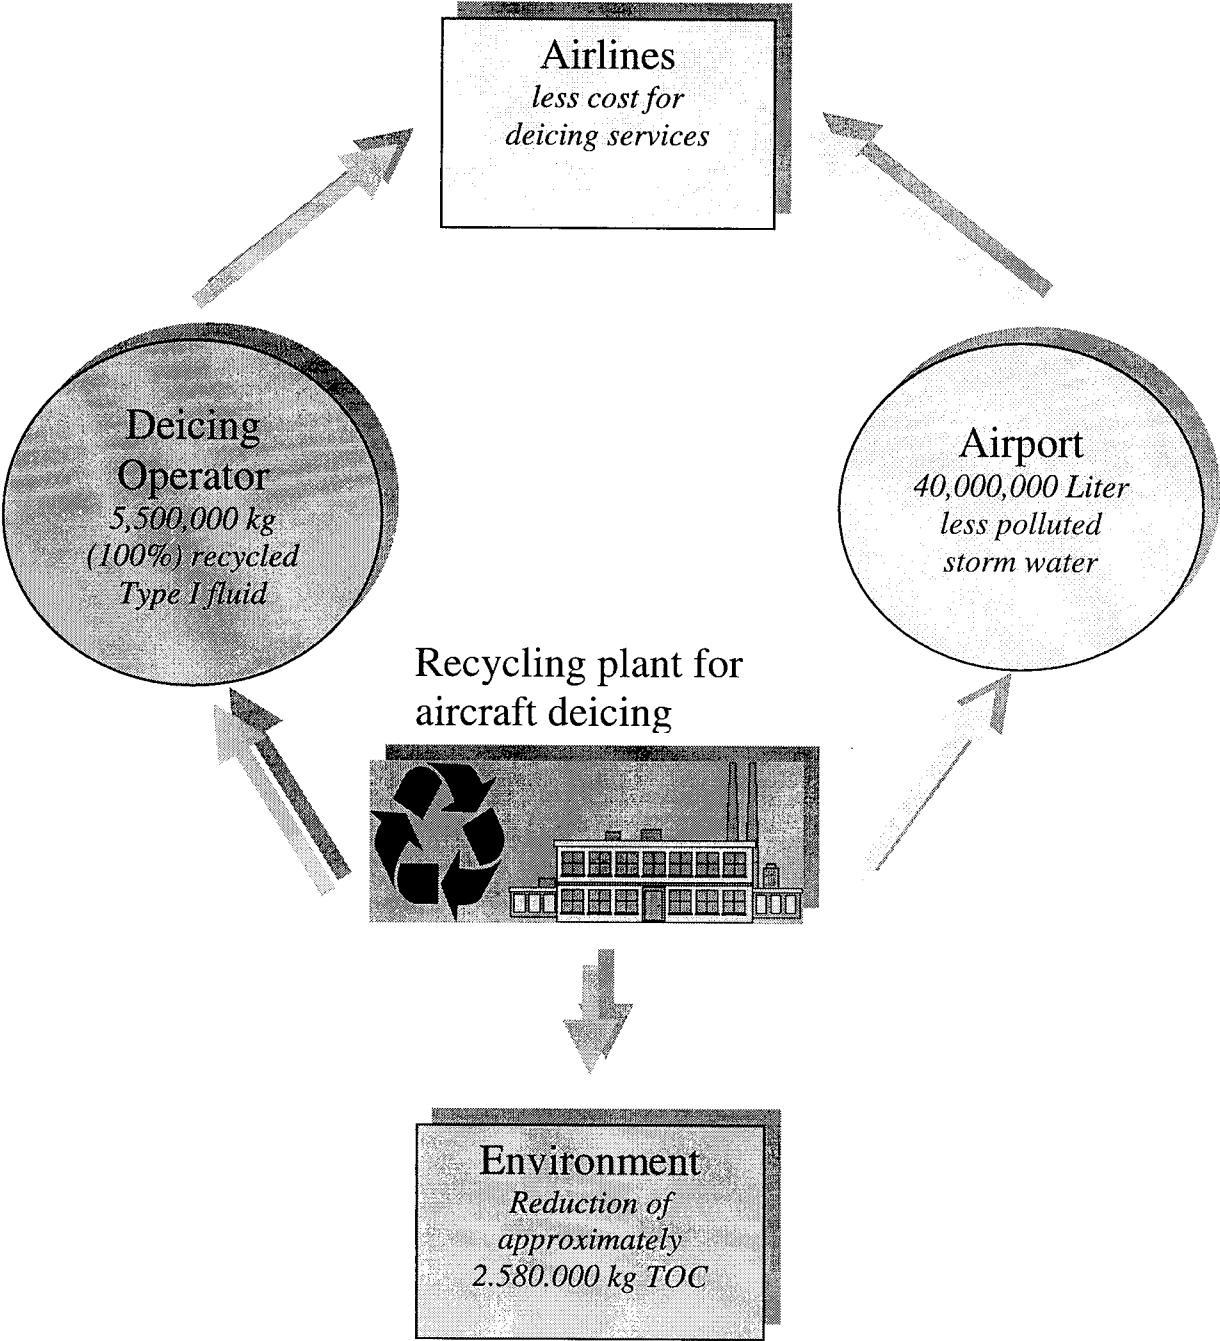 Airlines
less cost for
deicing services
Deicing
Operator
5,500,000 kg
(100%) recycled
Type I fluid
Airport
40,000,000 Liter
less polluted
storm water
Recycling plant for
aircraft deicing
Environment
Reduction of
approximately
2.580.000 kg TOC